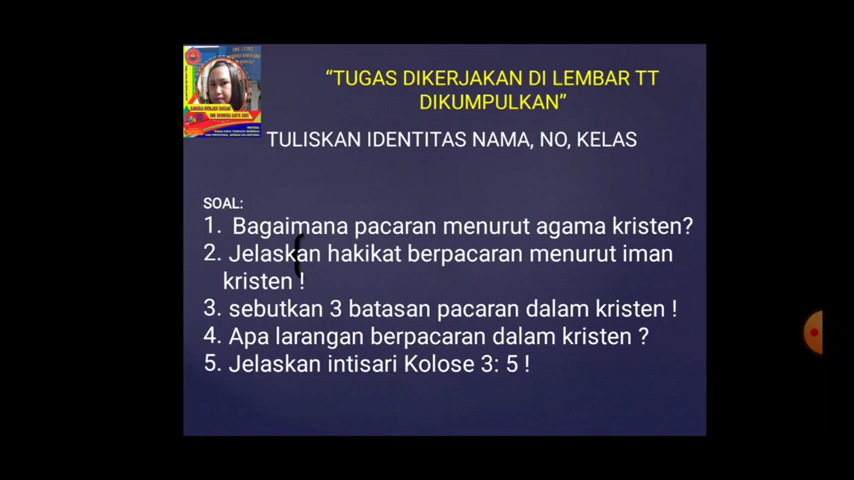 “TUGAS DIKERJAKAN DI LEMBAR TT
DIKUMPULKAN”
TULISKAN IDENTITAS NAMA, NO, KELAS
SOAL:
1. Bagaimana pacaran menurut agama kristen?
2. Jelaskan hakikat berpacaran menurut iman
kristen !
3. sebutkan 3 batasan pacaran dalam kristen !
4. Apa larangan berpacaran dalam kristen ?
5. Jelaskan intisari Kolose 3: 5 !